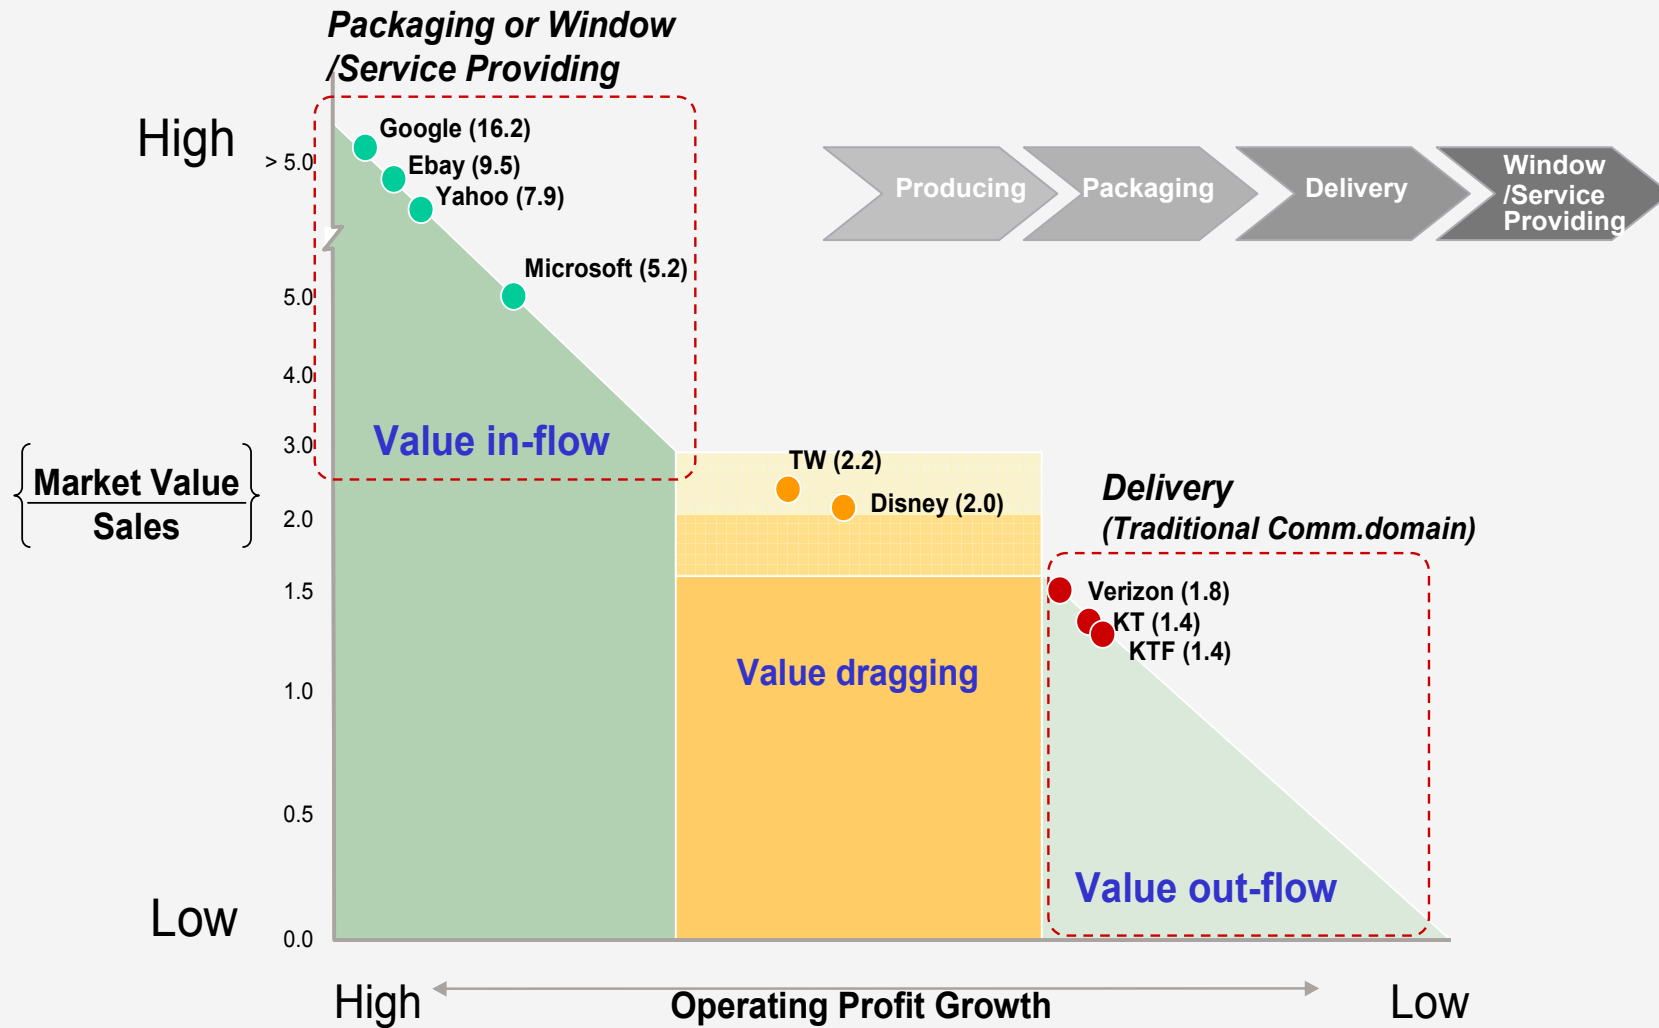 Packaging or Window
/Service Providing
High
> 5.0
Google (16.2)
Ebay (9.5)
Yahoo (7.9)
Producing
Packaging
Delivery
Window
/Service
Providing
5.0
Microsoft (5.2)
4.0
3.0
Value in-flow
Market Value
Sales
2.0
TW (2.2)
Disney (2.0)
Delivery
(Traditional Comm.domain)
1.5
Verizon (1.8)
KT (1.4)
KTF (1.4)
1.0
Value dragging
0.5
Value out-flow
Low
0.0
High
Operating Profit Growth
Low